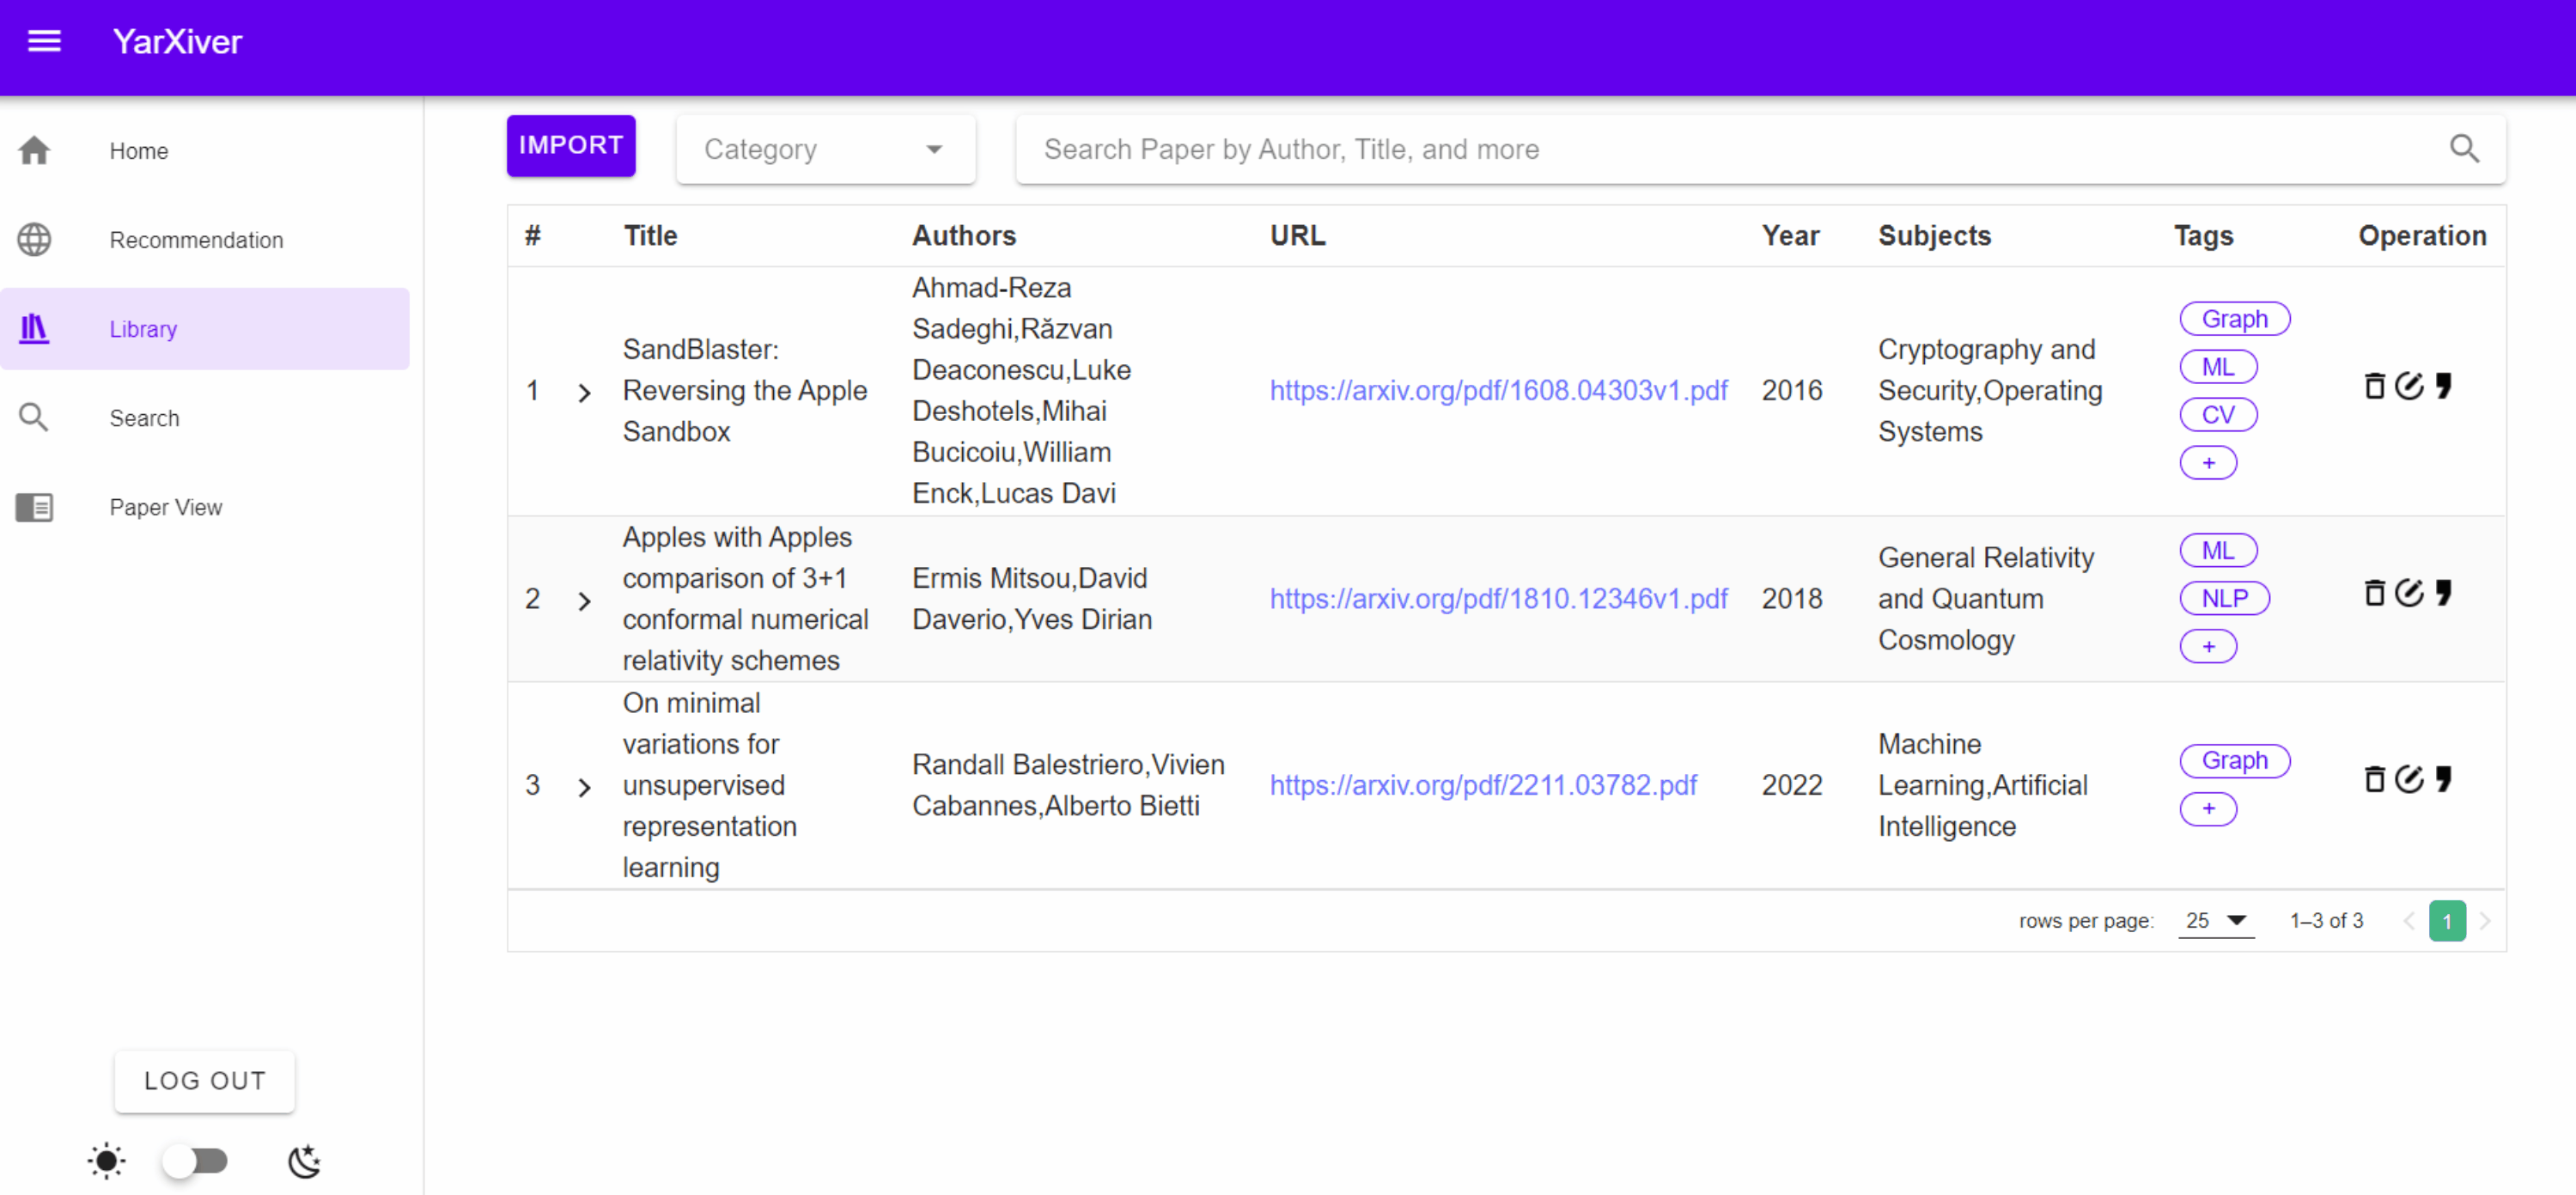 YarXiver
Home
Recommendation
Library
Search
Paper View
LOG OUT
IMPORT
Category
Search Paper by Author, Title, and more
# Title Authors URL Year Subjects Tags Operation
1
SandBlaster:
Reversing the Apple
Sandbox
Ahmad-Reza
Sadeghi,Răzvan
Deaconescu,Luke
Deshotels,Mihai
Bucicoiu,William
Enck,Lucas Davi
https://arxiv.org/pdf/1608.04303v1.pdf
2016
Cryptography and
Security,Operating
Systems
Graph
ML
CV
+
2
Apples with Apples
comparison of 3+1
conformal numerical
relativity schemes
Ermis Mitsou,David
Daverio,Yves Dirian
https://arxiv.org/pdf/1810.12346v1.pdf
2018
General Relativity
and Quantum
Cosmology
ML
NLP
+
3
On minimal
variations for
unsupervised
representation
learning
Randall Balestriero,Vivien
Cabannes,Alberto Bietti
https://arxiv.org/pdf/2211.03782.pdf
2022
Machine
Learning,Artificial
Intelligence
Graph
+
rows per page: 25 1–3 of 3 1